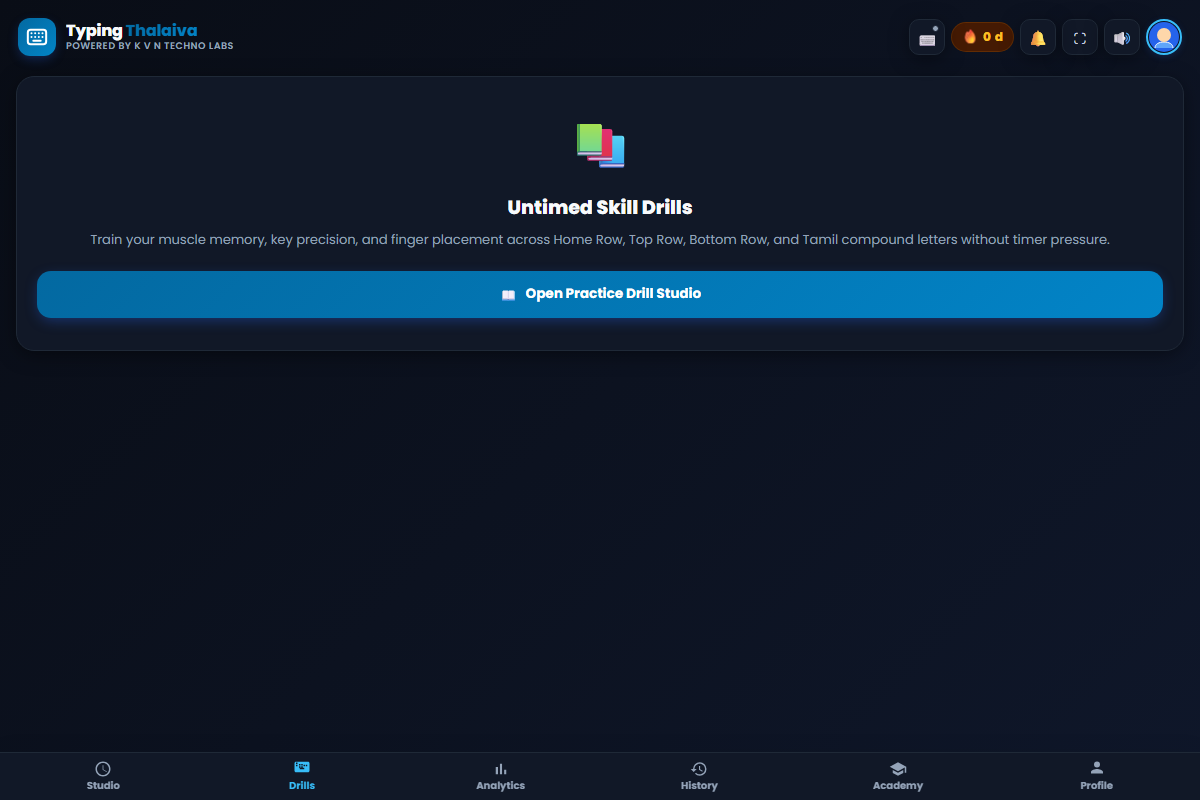 Typing Thalaiva
POWERED BY K V N TECHNO LABS
0 d
Untimed Skill Drills
Train your muscle memory, key precision, and finger placement across Home Row, Top Row, Bottom Row, and Tamil compound letters without timer pressure.
Open Practice Drill Studio
Studio
Drills
Analytics
History
Academy
Profile